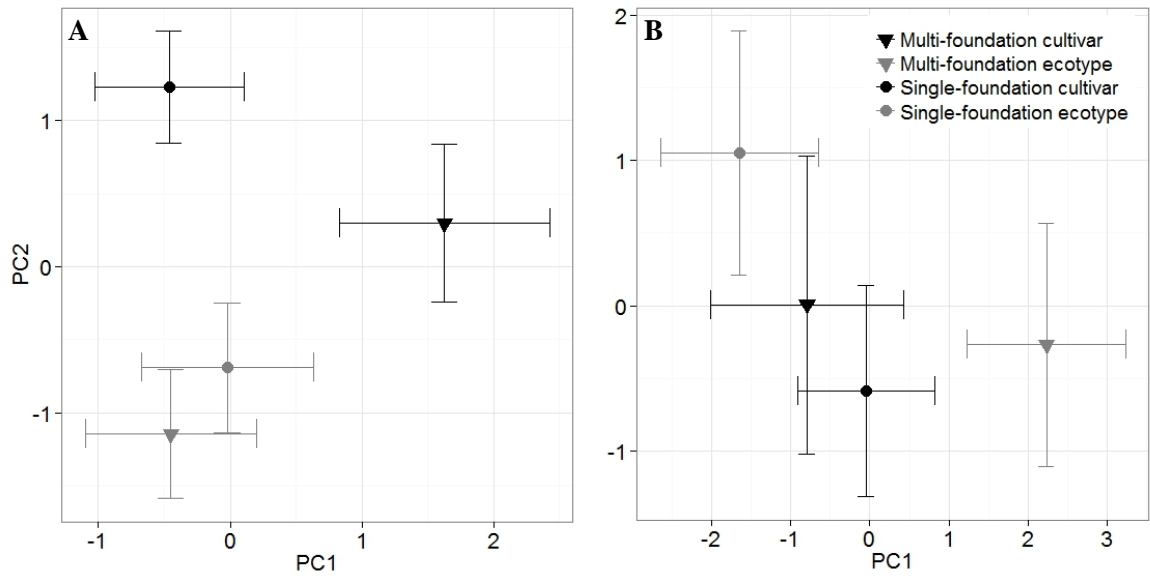 A
1
0
-1
PC2
-1 0 1 2
PC1
B
Multi-foundation cultivar
Multi-foundation ecotype
Single-foundation cultivar
Single-foundation ecotype
2
1
0
-1
-2 -1 0 1 2 3
PC1